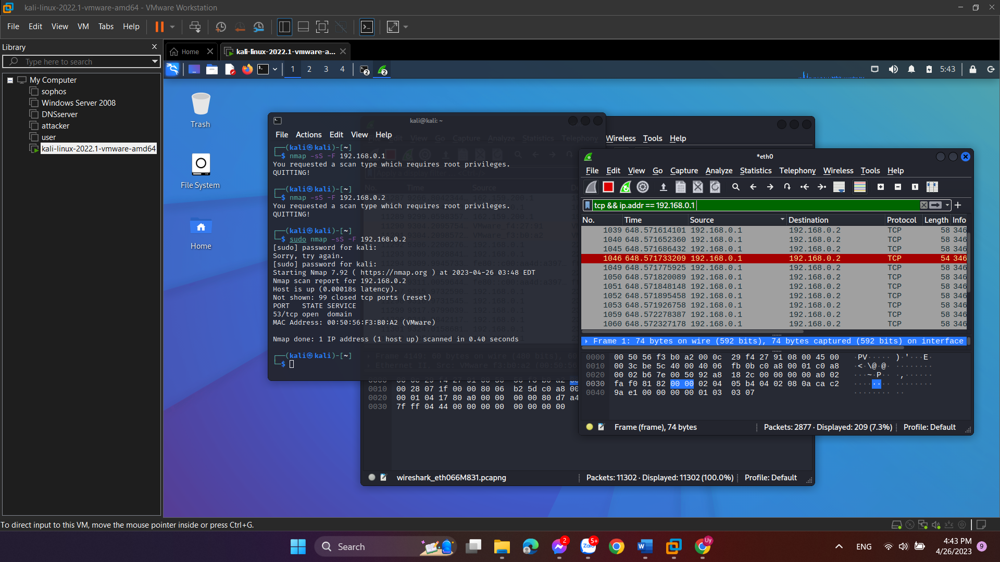 kali-linux-2022.1-vmware-amd64 - VMware Workstation
File Edit View VM Tabs Help
Library
Type here to search
My Computer
sophos
Windows Server 2008
DNSserver
attacker
user
kali-linux-2022.1-vmware-amd64
Home
kali-linux-2022.1-vmware-a...
1 2 3 4 2 2 5:43
Trash
File System
Home
kali@kali: ~
File Actions Edit View Help
┌──(kali㉿kali)-[~]
└─$ nmap -sS -F 192.168.0.1
You requested a scan type which requires root privileges.
QUITTING!
┌──(kali㉿kali)-[~]
└─$ nmap -sS -F 192.168.0.2
You requested a scan type which requires root privileges.
QUITTING!
┌──(kali㉿kali)-[~]
└─$ sudo nmap -sS -F 192.168.0.2
[sudo] password for kali:
Sorry, try again.
[sudo] password for kali:
Starting Nmap 7.92 ( https://nmap.org ) at 2023-04-26 03:48 EDT
Nmap scan report for 192.168.0.2
Host is up (0.00018s latency).
Not shown: 99 closed tcp ports (reset)
PORT STATE SERVICE
53/tcp open domain
MAC Address: 00:50:56:F3:B0:A2 (VMware)
Nmap done: 1 IP address (1 host up) scanned in 0.40 seconds
┌──(kali㉿kali)-[~]
└─$
Wireless Tools Help
0010 00 28 07 1f 00 00 80 06 b2 5d c0 a8 00
0020 00 01 04 17 80 a0 00 00 00 00 80 d7 a4
0030 7f ff 04 44 00 00 00 00 00 00 00 00
wireshark_eth066M831.pcapng
Packets: 11302 · Displayed: 11302 (100.0%)
Profile: Default
*eth0
File Edit View Go Capture Analyze Statistics Telephony Wireless Tools Help
tcp && ip.addr == 192.168.0.1
No. Time Source Destination Protocol Length Info
1039 648.571614101 192.168.0.1 192.168.0.2 TCP 58 346
1040 648.571652360 192.168.0.1 192.168.0.2 TCP 58 346
1045 648.571686432 192.168.0.1 192.168.0.2 TCP 58 346
1046 648.571733209 192.168.0.1 192.168.0.2 TCP 54 346
1049 648.571775925 192.168.0.1 192.168.0.2 TCP 58 346
1050 648.571820089 192.168.0.1 192.168.0.2 TCP 58 346
1051 648.571848148 192.168.0.1 192.168.0.2 TCP 58 346
1052 648.571895458 192.168.0.1 192.168.0.2 TCP 58 346
1053 648.571926758 192.168.0.1 192.168.0.2 TCP 58 346
1059 648.572278387 192.168.0.1 192.168.0.2 TCP 58 346
1060 648.572327178 192.168.0.1 192.168.0.2 TCP 58 346
Frame 1: 74 bytes on wire (592 bits), 74 bytes captured (592 bits) on interface
0000 00 50 56 f3 b0 a2 00 0c 29 f4 27 91 08 00 45 00 ·PV····· )·'···E·
0010 00 3c be 5c 40 00 40 06 fb 0b c0 a8 00 01 c0 a8 ·<·\@·@· ········
0020 00 02 b6 7e 00 50 92 a8 18 2c 00 00 00 00 a0 02 ···~·P·· ·,······
0030 fa f0 81 82 00 00 02 04 05 b4 04 02 08 0a ca c2 ········ ········
0040 9a e1 00 00 00 00 01 03 03 07 ········ ··
Frame (frame), 74 bytes
Packets: 2877 · Displayed: 209 (7.3%)
Profile: Default
To direct input to this VM, move the mouse pointer inside or press Ctrl+G.
Search
2
5+
Zalo
Uy
ENG
4:43 PM
4/26/2023
9